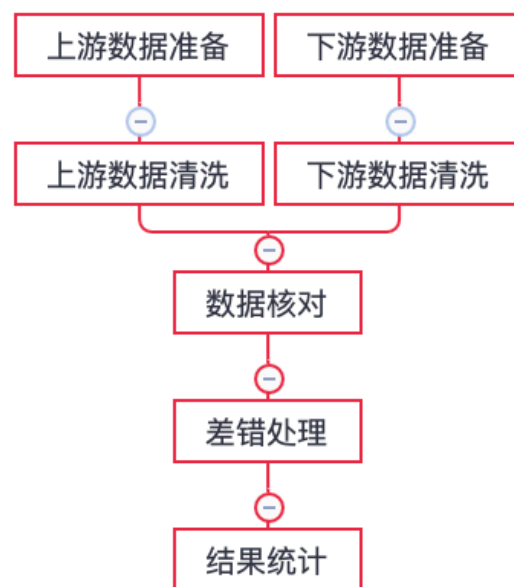 上游数据准备
下游数据准备
上游数据清洗
下游数据清洗
数据核对
差错处理
结果统计